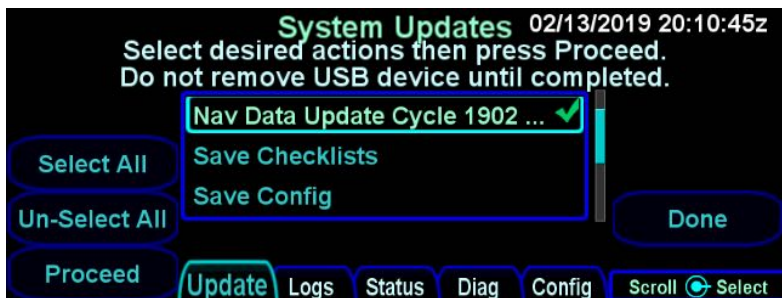 System Updates 02/13/2019 20:10:45z
Select desired actions then press Proceed.
Do not remove USB device until completed.
Nav Data Update Cycle 1902 ...
Select All
Save Checklists
Save Config
Un-Select All
Done
Proceed
Update Logs Status Diag Config Scroll Select